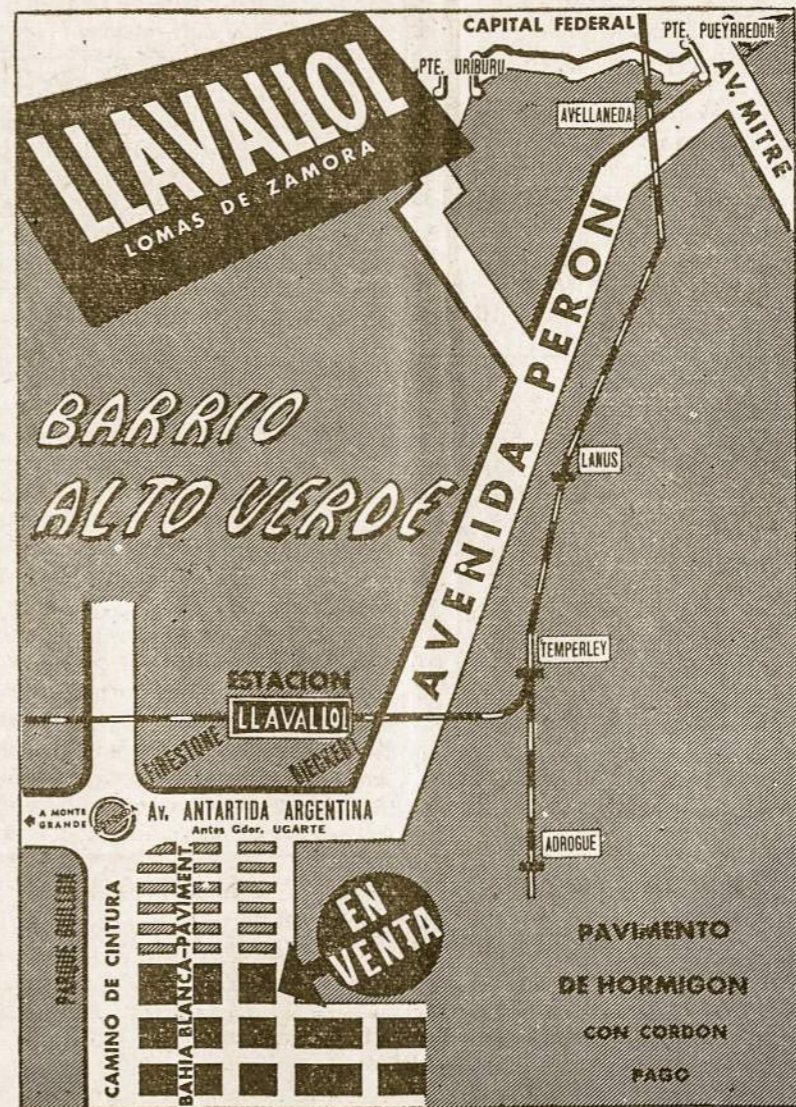 CAPITAL FEDERAL
PTE. PUEYRREDON
PTE. URIBURU
AV. MITRE
AVELLANEDA
LLAVALLOL
LOMAS DE ZAMORA
AVENIDA PERON
BARRIO
ALTO VERDE
LANUS
TEMPERLEY
ESTACION
LLAVALLOL
FIRESTONE
BIECKERT
A MONTE
GRANDE
AV. ANTARTIDA ARGENTINA
Antes Gdor. UGARTE
ADROGUE
PARQUE
CAMINO DE CINTURA
BAHIA BLANCA-PAVIMENT.
EN
VENTA
PAVIMENTO
DE HORMIGON
CON CORDON
PAGO